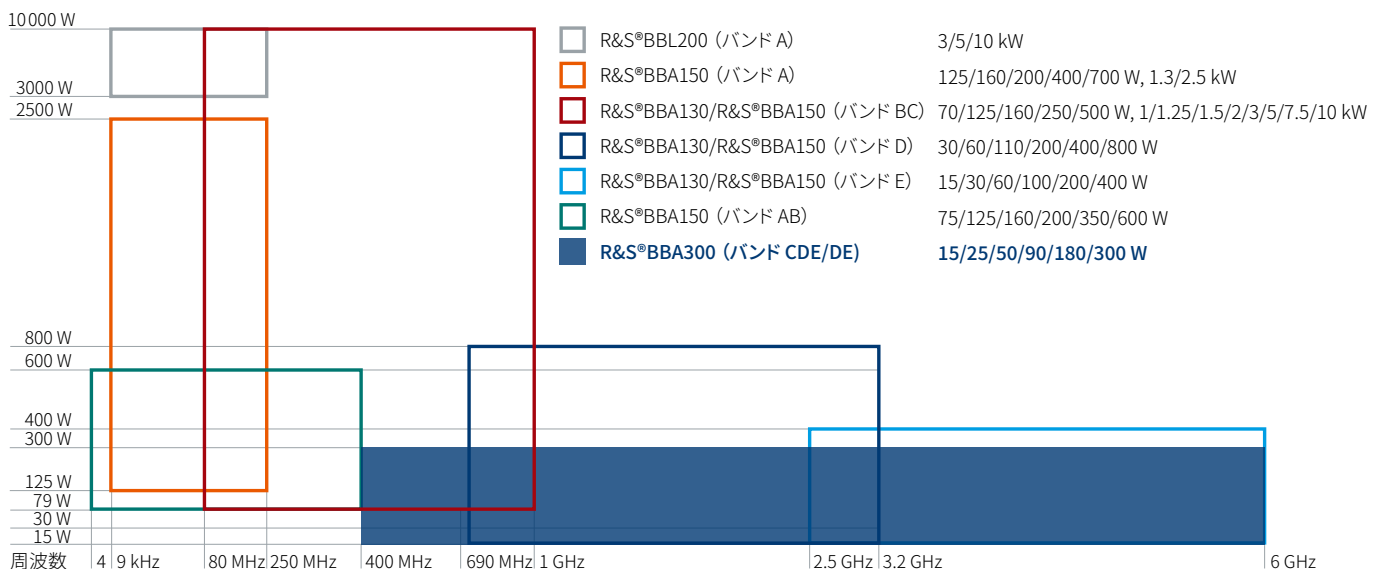 10 000 W
3000 W
2500 W
800 W
600 W
400 W
300 W
125 W
79 W
30 W
15 W
R&S®BBL200（バンド A） 3/5/10 kW
R&S®BBA150（バンド A） 125/160/200/400/700 W, 1.3/2.5 kW
R&S®BBA130/R&S®BBA150（バンド BC） 70/125/160/250/500 W, 1/1.25/1.5/2/3/5/7.5/10 kW
R&S®BBA130/R&S®BBA150（バンド D） 30/60/110/200/400/800 W
R&S®BBA130/R&S®BBA150（バンド E） 15/30/60/100/200/400 W
R&S®BBA150（バンド AB） 75/125/160/200/350/600 W
R&S®BBA300（バンド CDE/DE) 15/25/50/90/180/300 W
周波数 4 9 kHz 80 MHz 250 MHz 400 MHz 690 MHz 1 GHz 2.5 GHz 3.2 GHz 6 GHz